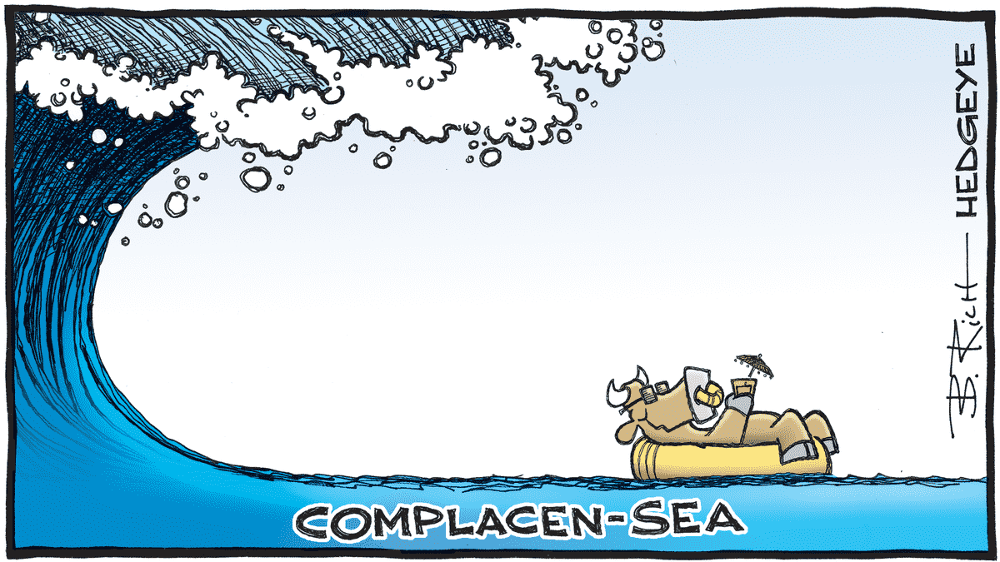 COMPLACEN-SEA
B. RICH — HEDGEYE